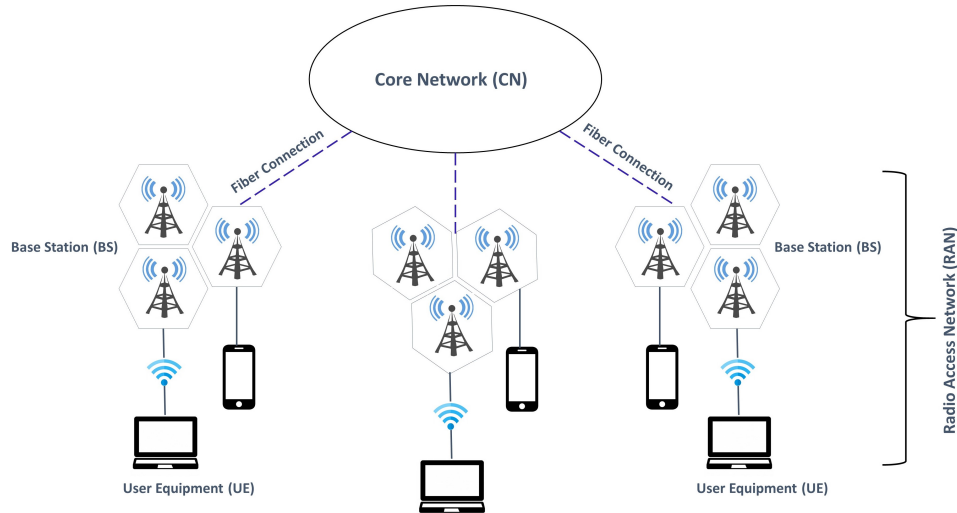 Core Network (CN)
Fiber Connection
Fiber Connection
Base Station (BS)
Base Station (BS)
Radio Access Network (RAN)
User Equipment (UE)
User Equipment (UE)